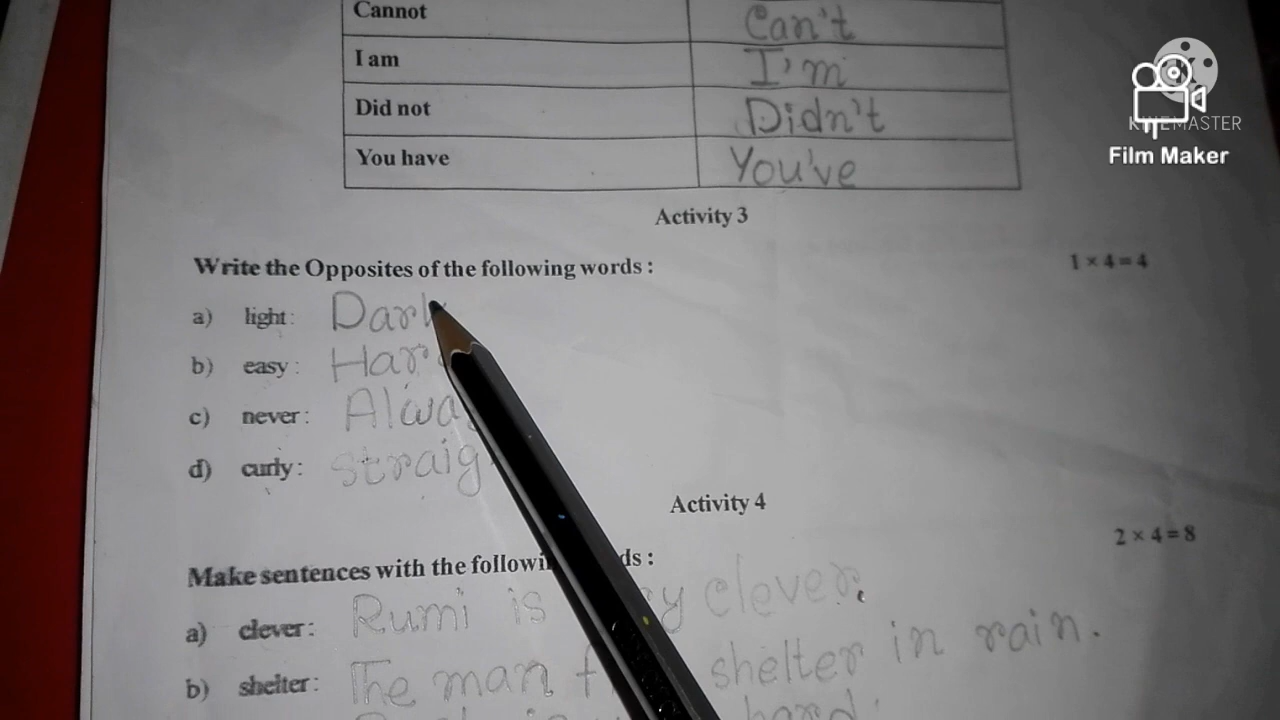 Cannot Can't
I am I'm
Did not Didn't
You have You've
KINEMASTER
Film Maker
Activity 3
Write the Opposites of the following words : 1 × 4 = 4
a) light : Dark
b) easy : Har
c) never : Alwa
d) curly : straig
Activity 4
2 × 4 = 8
Make sentences with the followi ds :
a) clever : Rumi is y clever.
b) shelter : The man f shelter in rain.
hard